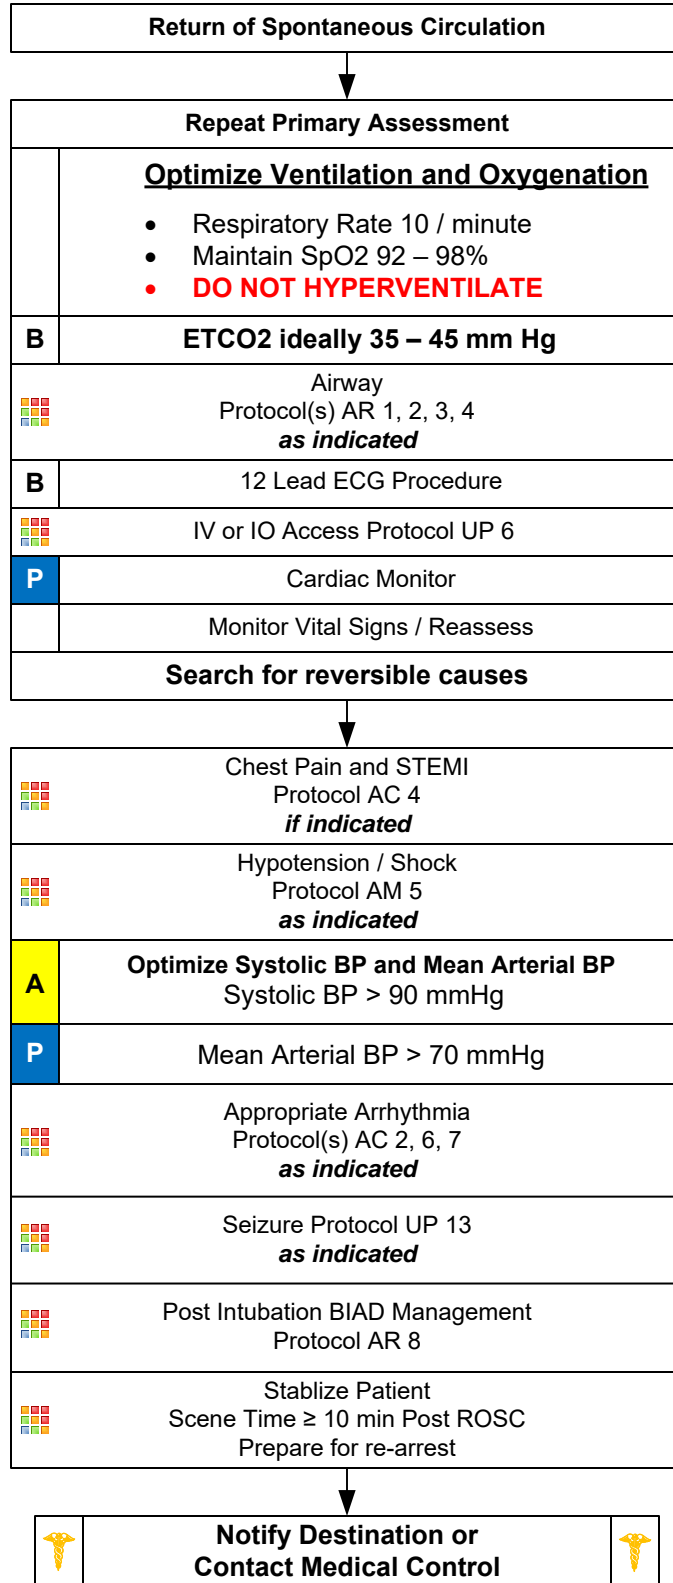 Return of Spontaneous Circulation
Repeat Primary Assessment
Optimize Ventilation and Oxygenation
• Respiratory Rate 10 / minute
• Maintain SpO2 92 – 98%
• DO NOT HYPERVENTILATE
B ETCO2 ideally 35 – 45 mm Hg
Airway
Protocol(s) AR 1, 2, 3, 4
as indicated
B 12 Lead ECG Procedure
IV or IO Access Protocol UP 6
P Cardiac Monitor
Monitor Vital Signs / Reassess
Search for reversible causes
Chest Pain and STEMI
Protocol AC 4
if indicated
Hypotension / Shock
Protocol AM 5
as indicated
A Optimize Systolic BP and Mean Arterial BP
Systolic BP > 90 mmHg
P Mean Arterial BP > 70 mmHg
Appropriate Arrhythmia
Protocol(s) AC 2, 6, 7
as indicated
Seizure Protocol UP 13
as indicated
Post Intubation BIAD Management
Protocol AR 8
Stablize Patient
Scene Time ≥ 10 min Post ROSC
Prepare for re-arrest
Notify Destination or
Contact Medical Control